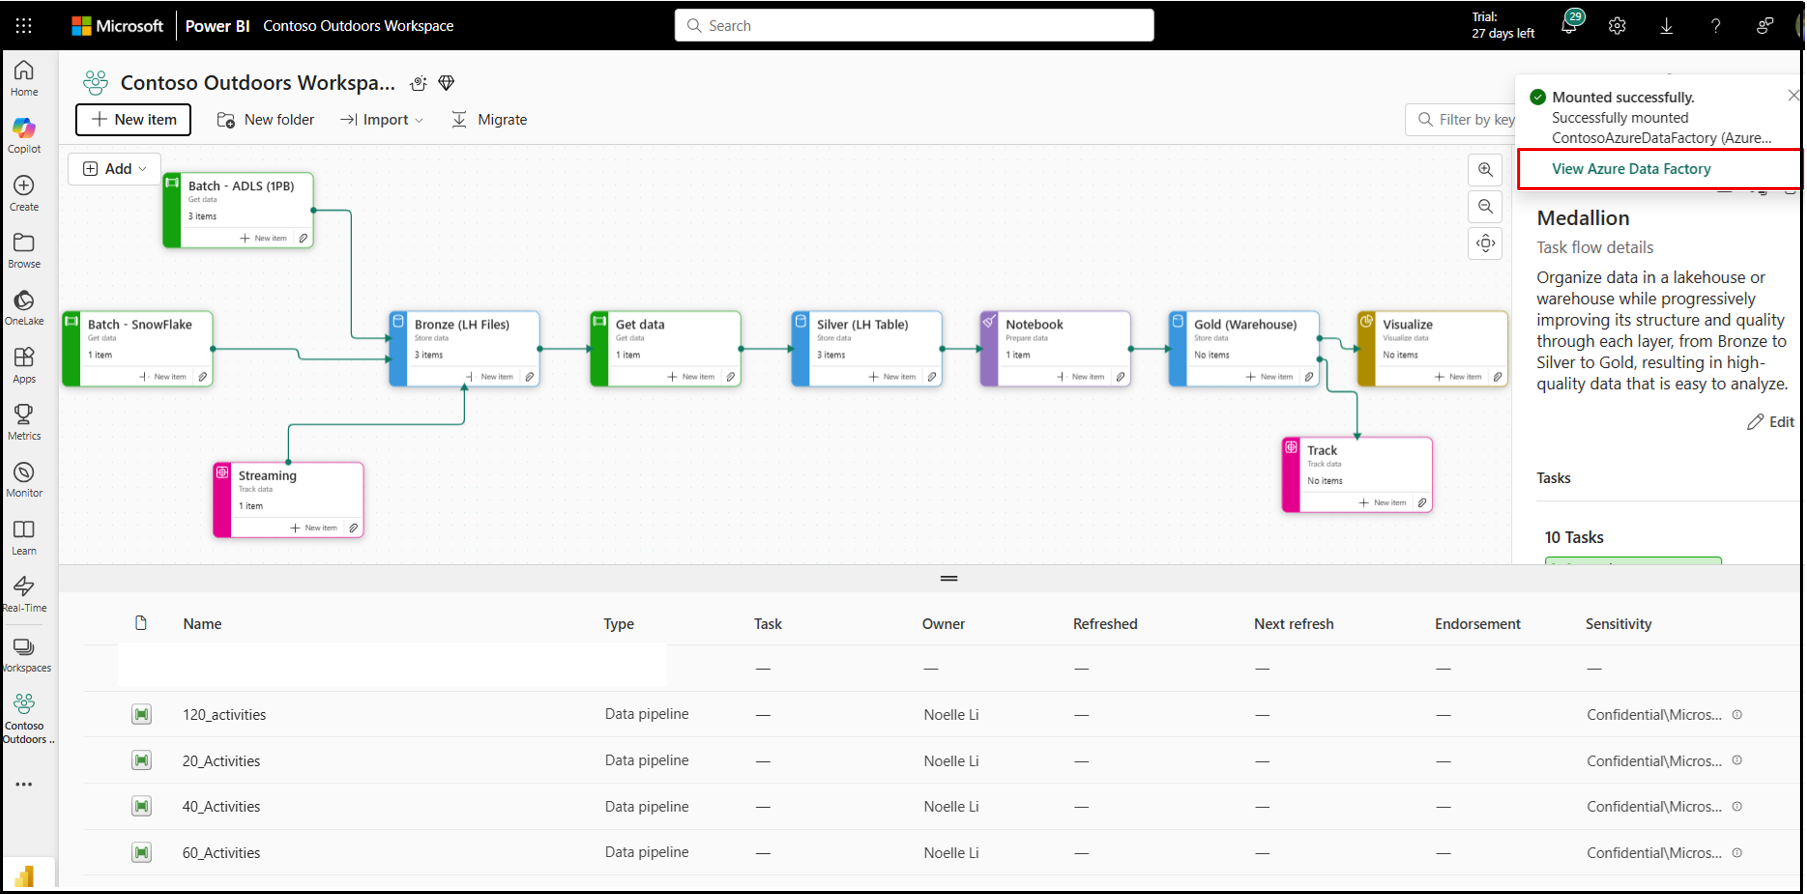 Microsoft Power BI Contoso Outdoors Workspace
Search
Trial:
27 days left
29
Home
Copilot
Create
Browse
OneLake
Apps
Metrics
Monitor
Learn
Real-Time
Workspaces
Contoso
Outdoors ..
Contoso Outdoors Workspa...
New item
New folder
Import
Migrate
Filter by key
Add
Mounted successfully.
Successfully mounted
ContosoAzureDataFactory (Azure...
View Azure Data Factory
Batch - ADLS (1PB)
Get data
3 items
New item
Batch - SnowFlake
Get data
1 item
New item
Bronze (LH Files)
Store data
3 items
New item
Get data
Get data
1 item
New item
Silver (LH Table)
Store data
3 items
New item
Notebook
Prepare data
1 item
New item
Gold (Warehouse)
Store data
No items
New item
Visualize
Visualize data
No items
New item
Streaming
Track data
1 item
New item
Track
Track data
No items
New item
Medallion
Task flow details
Organize data in a lakehouse or
warehouse while progressively
improving its structure and quality
through each layer, from Bronze to
Silver to Gold, resulting in high-
quality data that is easy to analyze.
Edit
Tasks
10 Tasks
Name Type Task Owner Refreshed Next refresh Endorsement Sensitivity
— — — — — —
120_activities Data pipeline — Noelle Li — — — Confidential\Micros...
20_Activities Data pipeline — Noelle Li — — — Confidential\Micros...
40_Activities Data pipeline — Noelle Li — — — Confidential\Micros...
60_Activities Data pipeline — Noelle Li — — — Confidential\Micros...